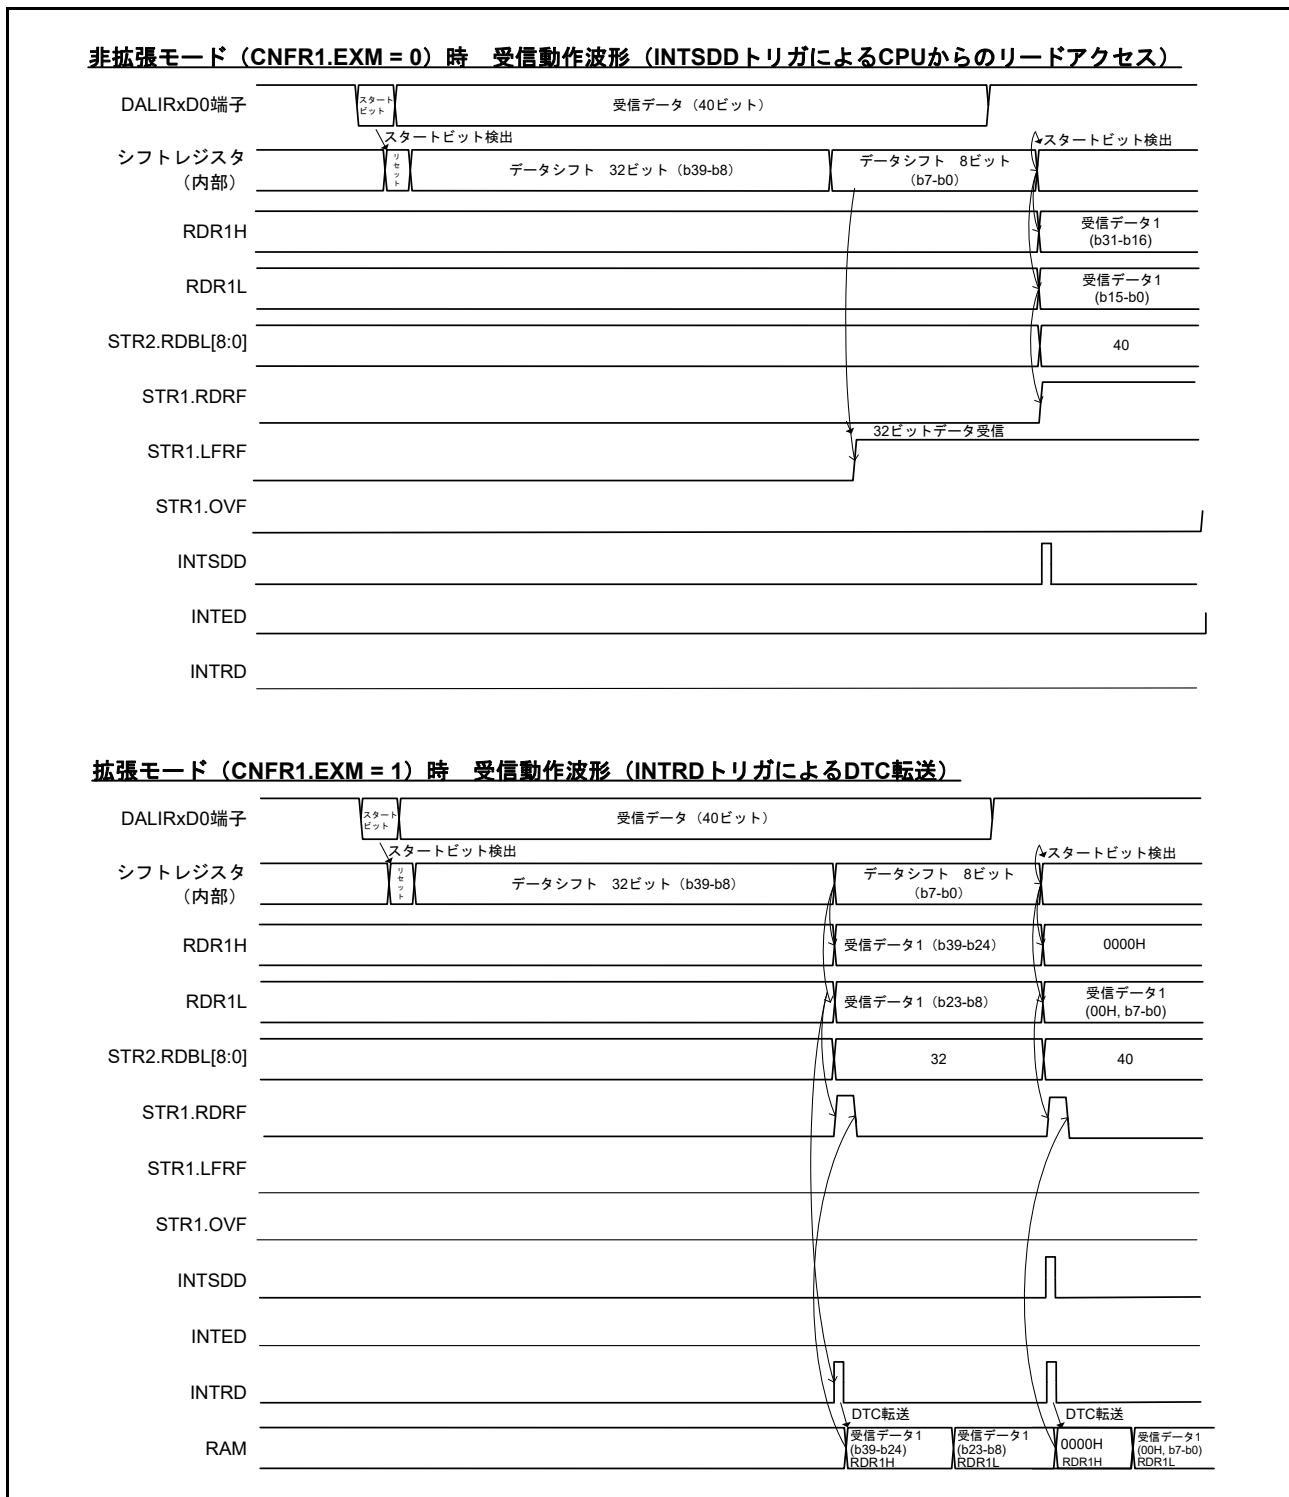 非拡張モード（CNFR1.EXM = 0）時　受信動作波形（INTSDDトリガによるCPUからのリードアクセス）
DALIRxD0端子
スタート
ビット
受信データ（40ビット）
スタートビット検出
スタートビット検出
シフトレジスタ
（内部）
リセット
データシフト　32ビット（b39-b8）
データシフト　8ビット
（b7-b0）
RDR1H
受信データ1
(b31-b16)
RDR1L
受信データ1
(b15-b0)
STR2.RDBL[8:0]
40
STR1.RDRF
32ビットデータ受信
STR1.LFRF
STR1.OVF
INTSDD
INTED
INTRD
拡張モード（CNFR1.EXM = 1）時　受信動作波形（INTRDトリガによるDTC転送）
DALIRxD0端子
スタート
ビット
受信データ（40ビット）
スタートビット検出
スタートビット検出
シフトレジスタ
（内部）
リセット
データシフト　32ビット（b39-b8）
データシフト　8ビット
（b7-b0）
RDR1H
受信データ1（b39-b24）
0000H
RDR1L
受信データ1（b23-b8）
受信データ1
(00H, b7-b0)
STR2.RDBL[8:0]
32
40
STR1.RDRF
STR1.LFRF
STR1.OVF
INTSDD
INTED
INTRD
DTC転送
DTC転送
RAM
受信データ1
(b39-b24)
RDR1H
受信データ1
(b23-b8)
RDR1L
0000H
RDR1H
受信データ1
(00H, b7-b0)
RDR1L